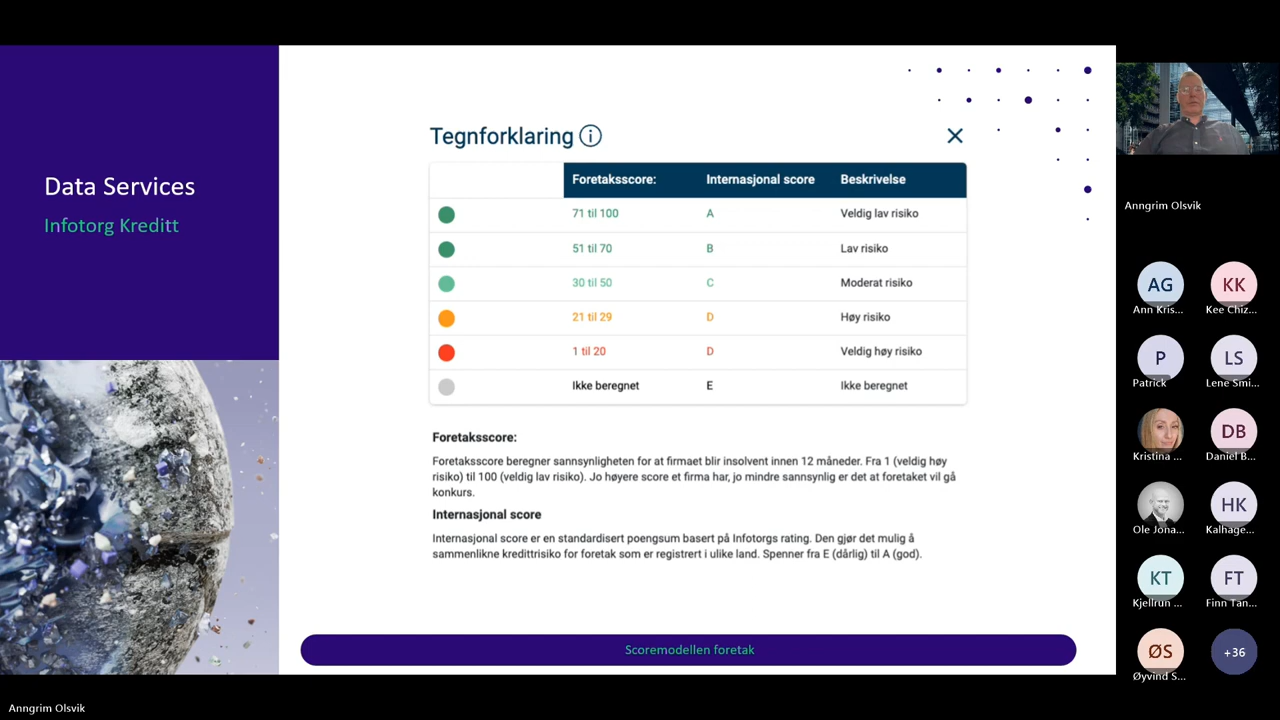 Data Services
Infotorg Kreditt
Tegnforklaring
Foretaksscore: Internasjonal score Beskrivelse
71 til 100 A Veldig lav risiko
51 til 70 B Lav risiko
30 til 50 C Moderat risiko
21 til 29 D Høy risiko
1 til 20 D Veldig høy risiko
Ikke beregnet E Ikke beregnet
Foretaksscore:
Foretaksscore beregner sannsynligheten for at firmaet blir insolvent innen 12 måneder. Fra 1 (veldig høy
risiko) til 100 (veldig lav risiko). Jo høyere score et firma har, jo mindre sannsynlig er det at foretaket vil gå
konkurs.
Internasjonal score
Internasjonal score er en standardisert poengsum basert på Infotorgs rating. Den gjør det mulig å
sammenlikne kredittrisiko for foretak som er registrert i ulike land. Spenner fra E (dårlig) til A (god).
Scoremodellen foretak
Anngrim Olsvik
AG KK
Ann Kris... Kee Chiz...
P LS
Patrick Lene Smi...
DB
Kristina ... Daniel B...
HK
Ole Jona... Kalhage...
KT FT
Kjellrun ... Finn Tan...
ØS +36
Øyvind S...
Anngrim Olsvik